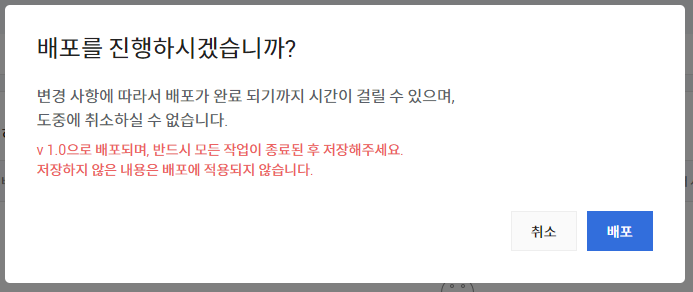 배포를 진행하시겠습니까?
변경 사항에 따라서 배포가 완료 되기까지 시간이 걸릴 수 있으며,
도중에 취소하실 수 없습니다.
v 1.0으로 배포되며, 반드시 모든 작업이 종료된 후 저장해주세요.
저장하지 않은 내용은 배포에 적용되지 않습니다.
취소
배포